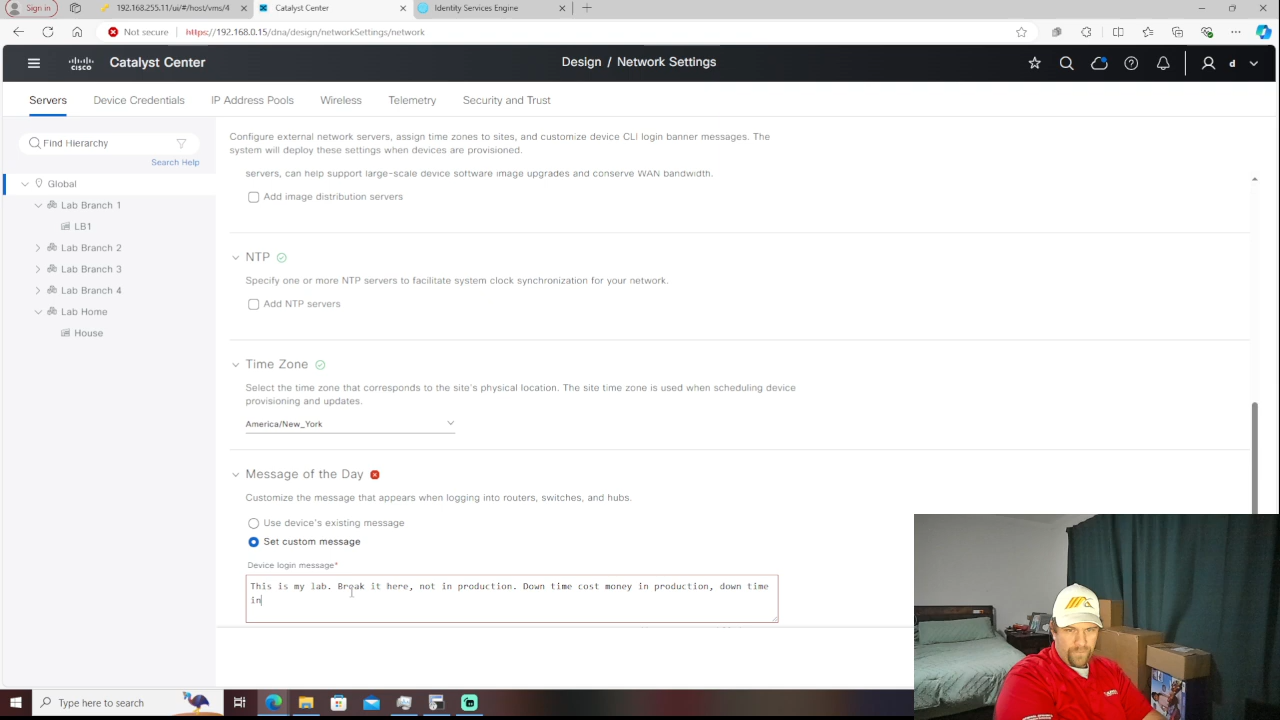 Sign in
192.168.255.11/ui/#/host/vms/4
Catalyst Center
Identity Services Engine
Not secure
https://192.168.0.15/dna/design/networkSettings/network
CISCO
Catalyst Center
Design / Network Settings
d
Servers
Device Credentials
IP Address Pools
Wireless
Telemetry
Security and Trust
Find Hierarchy
Search Help
Global
Lab Branch 1
LB1
Lab Branch 2
Lab Branch 3
Lab Branch 4
Lab Home
House
Configure external network servers, assign time zones to sites, and customize device CLI login banner messages. The
system will deploy these settings when devices are provisioned.
servers, can help support large-scale device software image upgrades and conserve WAN bandwidth.
Add image distribution servers
NTP
Specify one or more NTP servers to facilitate system clock synchronization for your network.
Add NTP servers
Time Zone
Select the time zone that corresponds to the site's physical location. The site time zone is used when scheduling device
provisioning and updates.
America/New_York
Message of the Day
Customize the message that appears when logging into routers, switches, and hubs.
Use device's existing message
Set custom message
Device login message*
This is my lab. Break it here, not in production. Down time cost money in production, down time
in
Type here to search